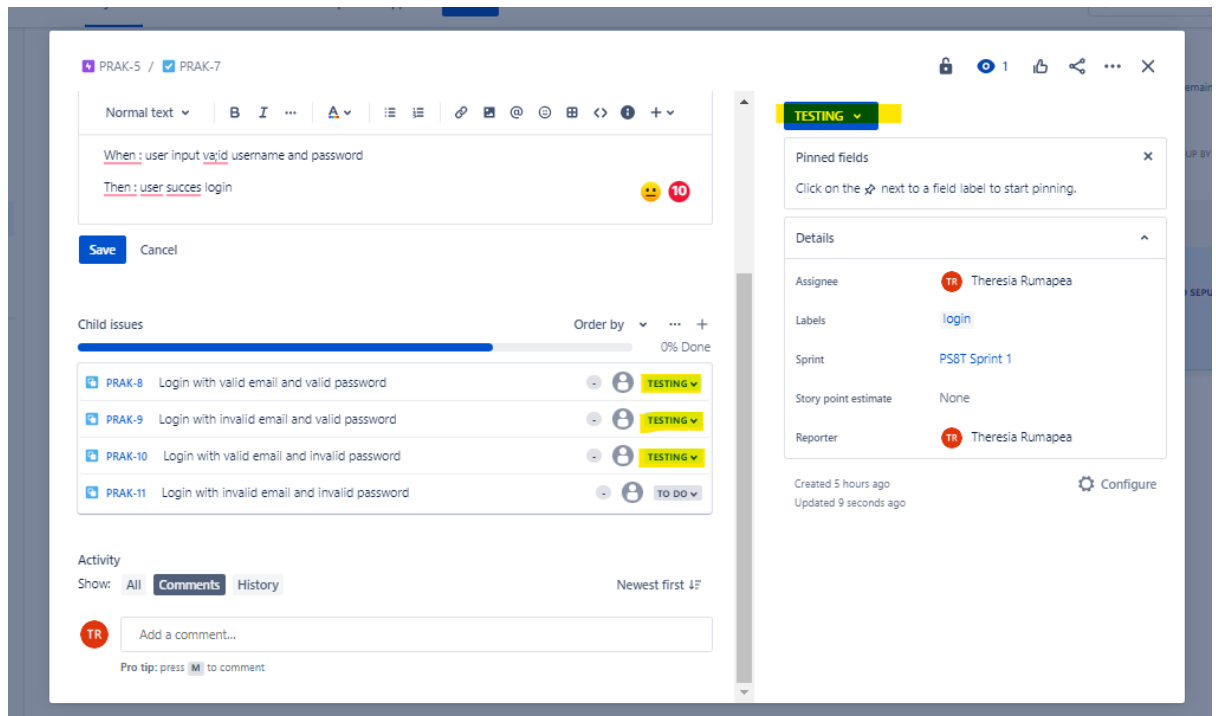 PRAK-5 / PRAK-7
1
Normal text
B I ... A @ <> +
When : user input va;id username and password
Then : user succes login
10
Save Cancel
Child issues Order by ... +
0% Done
PRAK-8 Login with valid email and valid password - TESTING
PRAK-9 Login with invalid email and valid password - TESTING
PRAK-10 Login with valid email and invalid password - TESTING
PRAK-11 Login with invalid email and invalid password - TO DO
Activity
Show: All Comments History Newest first
TR Add a comment...
Pro tip: press M to comment
TESTING
Pinned fields
Click on the next to a field label to start pinning.
Details
Assignee TR Theresia Rumapea
Labels login
Sprint PS8T Sprint 1
Story point estimate None
Reporter TR Theresia Rumapea
Created 5 hours ago Configure
Updated 9 seconds ago
UP BY